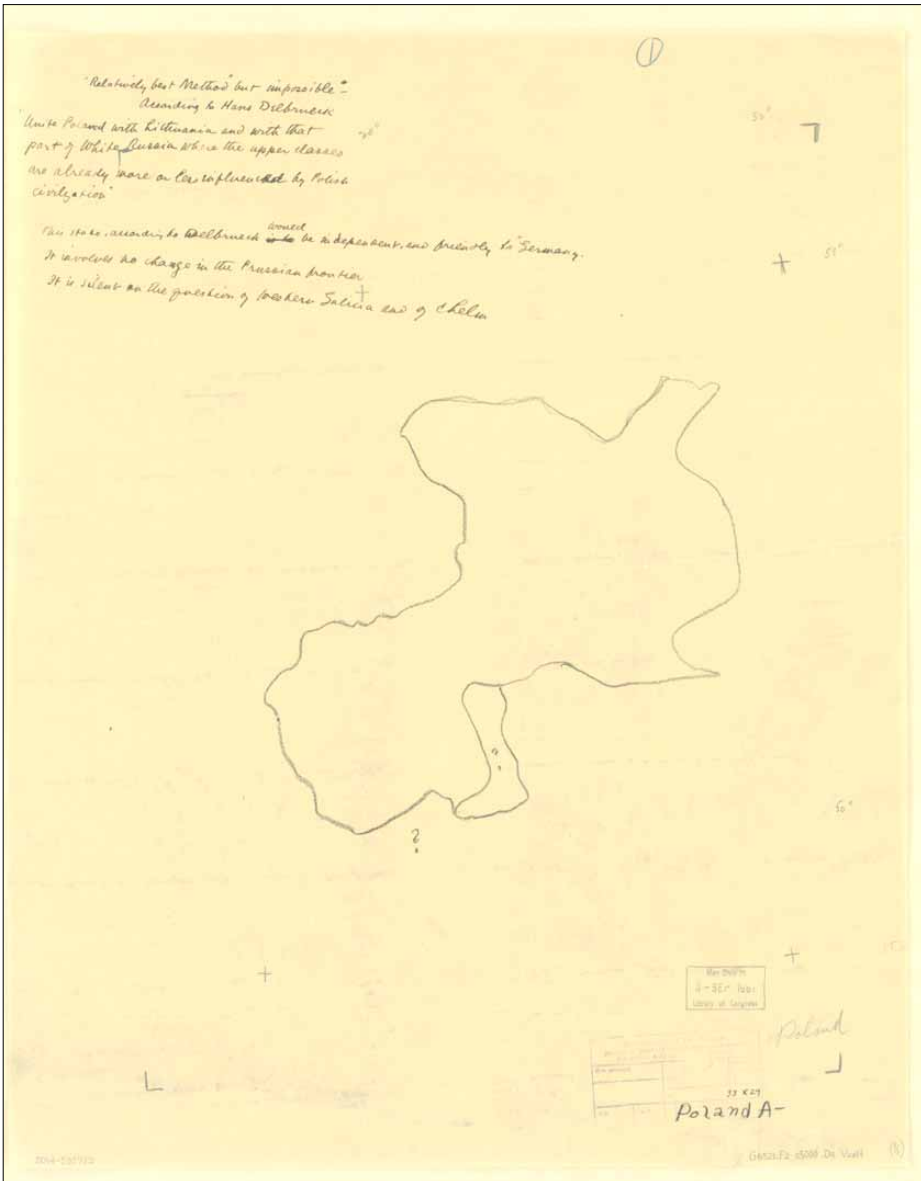 ①
"Relatively best Method" but impossible" -
According to Hans Delbrueck
"Unite Poland with Lithuania and with that
part of White Russia where the upper classes
are already more or less influenced by Polish
civilization"
This state, according to Delbrueck would be independent, and friendly to Germany.
It involves no change in the Prussian frontier
It is silent on the question of Western Galicia and of Chelm
50°
?
?
50°
Library of Congress
Poland
33 x 29
Poland A-